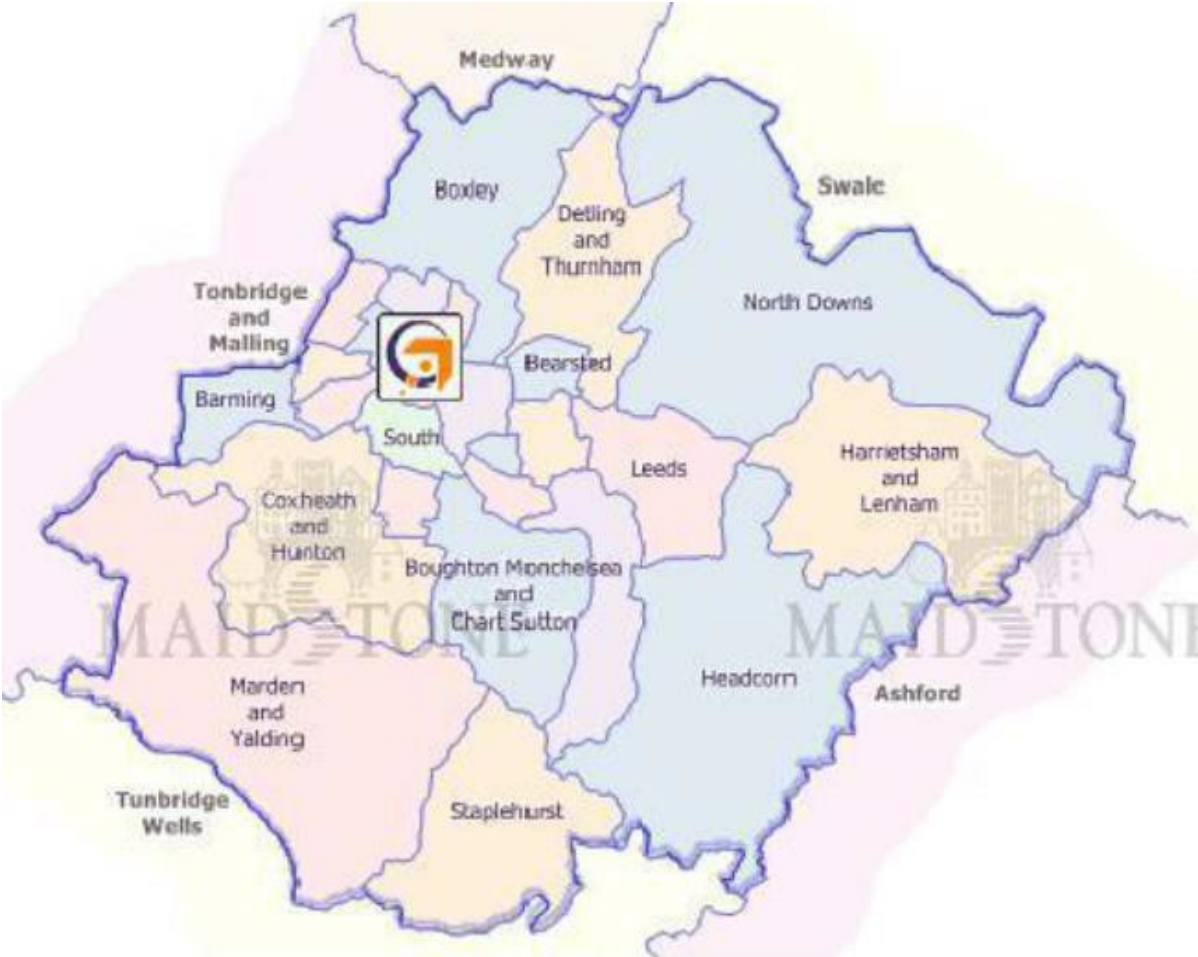 Medway
Swale
Boxley
Detling
and
Thurnham
Tonbridge
and
Malling
North Downs
Bearsted
Barming
South
Leeds
Harrietsham
and
Lenham
Coxheath
and
Hunton
Boughton Monchelsea
and
Chart Sutton
MAIDSTONE
MAIDSTONE
Headcorn
Ashford
Marden
and
Yalding
Tunbridge
Wells
Staplehurst